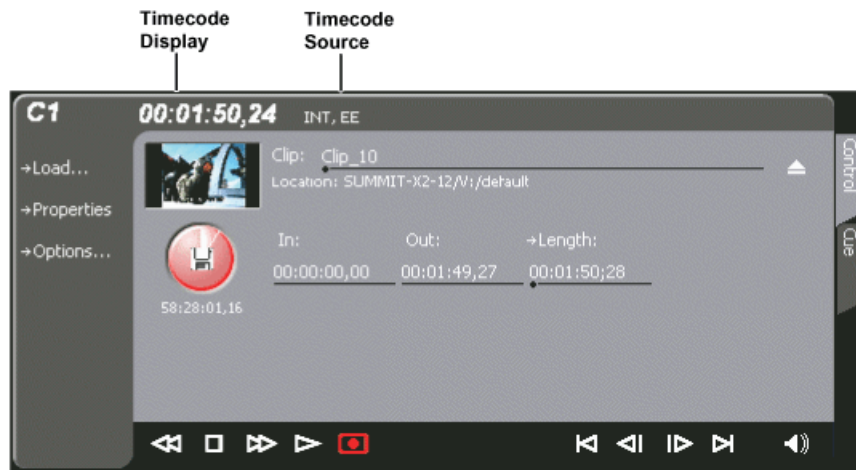 Timecode Display
Timecode Source
C1 00:01:50,24 INT, EE
→Load...
→Properties
→Options...
Clip: Clip_10
Location: SUMMIT-X2-12/V:/default
In: Out: →Length:
00:00:00,00 00:01:49,27 00:01:50;28
58:28:01,16
Control
Cue